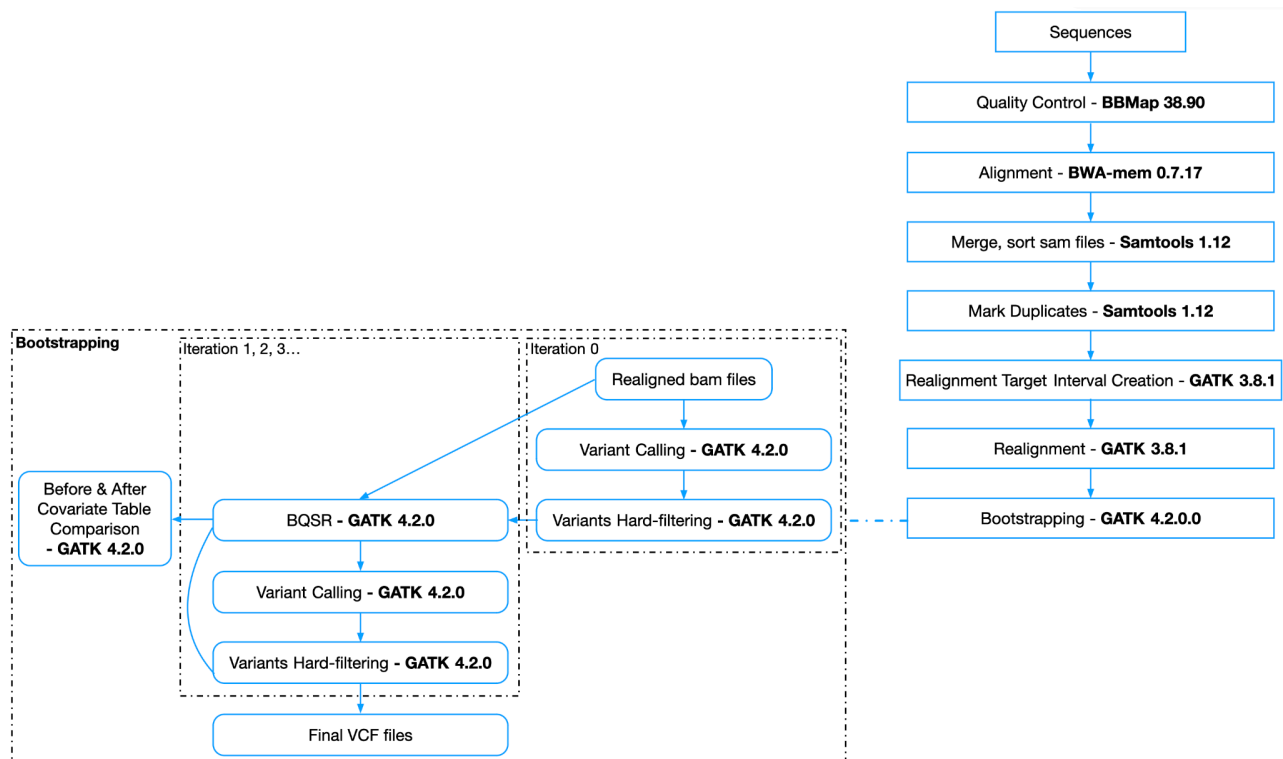 Sequences
Quality Control - BBMap 38.90
Alignment - BWA-mem 0.7.17
Merge, sort sam files - Samtools 1.12
Mark Duplicates - Samtools 1.12
Realignment Target Interval Creation - GATK 3.8.1
Realignment - GATK 3.8.1
Bootstrapping - GATK 4.2.0.0
Bootstrapping
Iteration 0
Realigned bam files
Variant Calling - GATK 4.2.0
Variants Hard-filtering - GATK 4.2.0
Iteration 1, 2, 3...
BQSR - GATK 4.2.0
Variant Calling - GATK 4.2.0
Variants Hard-filtering - GATK 4.2.0
Before & After
Covariate Table
Comparison
- GATK 4.2.0
Final VCF files